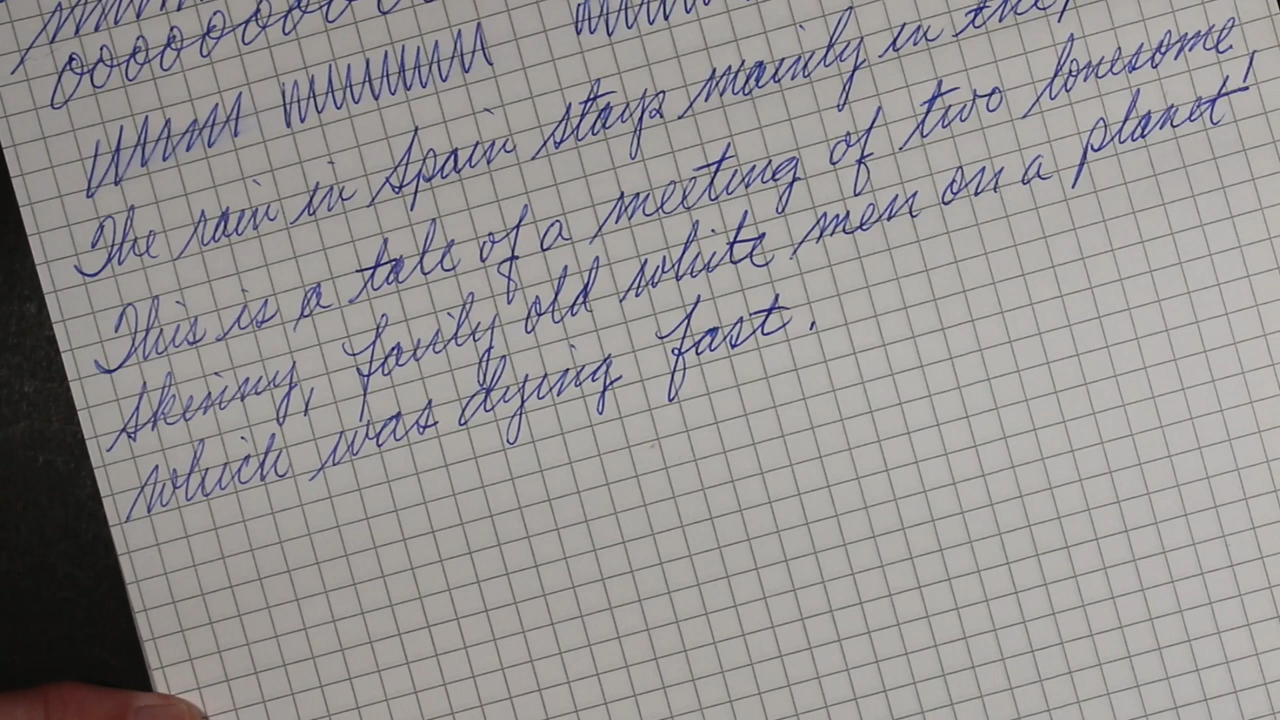 The rain in Spain stays mainly in the
This is a tale of a meeting of two lonesome,
skinny, fairly old white men on a planet
which was dying fast.